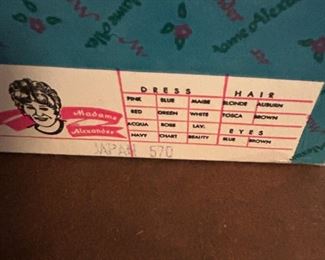 Madame Alexander
DRESS HAIR
PINK BLUE MAIZE BLONDE AUBURN
RED GREEN WHITE TOSCA BROWN
ACQUA ROSE LAV. EYES
NAVY CHART BEAUTY BLUE BROWN
JAPAN 570